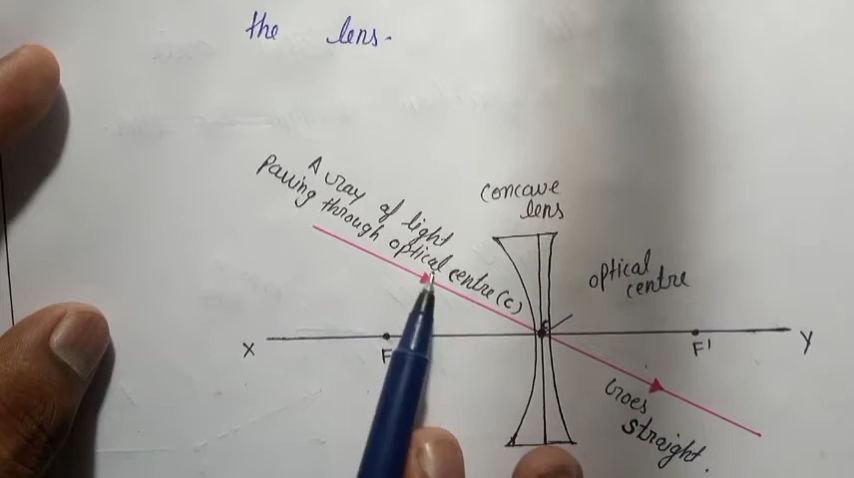 the lens.
A ray of light
Passing through optical centre (C)
Concave
lens
optical
centre
C
X
F
F'
Y
Goes
straight.